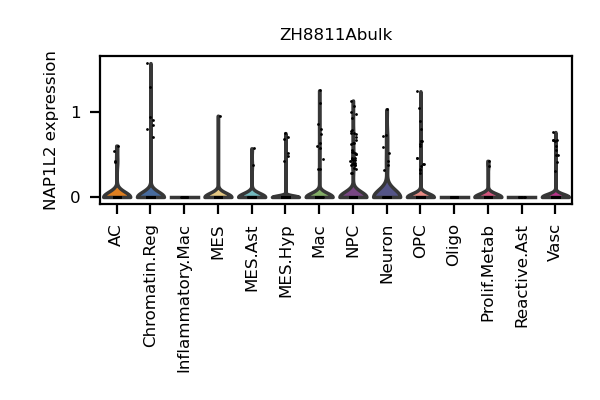 ZH8811Abulk
NAP1L2 expression
1
0
AC
Chromatin.Reg
Inflammatory.Mac
MES
MES.Ast
MES.Hyp
Mac
NPC
Neuron
OPC
Oligo
Prolif.Metab
Reactive.Ast
Vasc